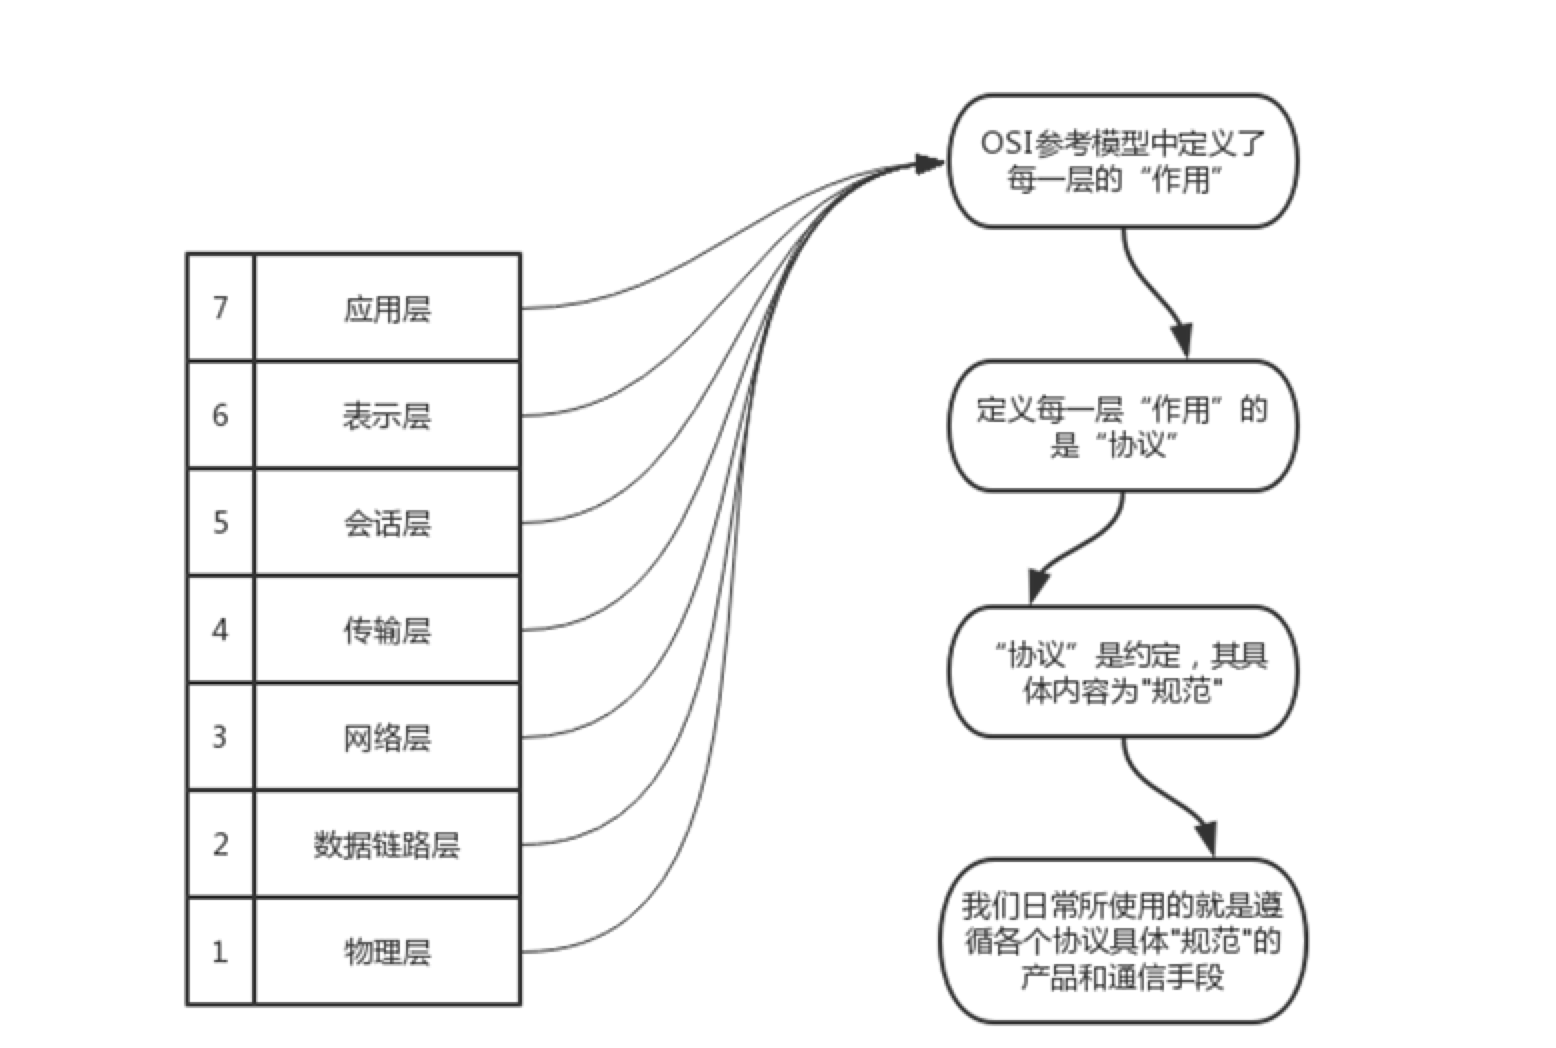 7 应用层
6 表示层
5 会话层
4 传输层
3 网络层
2 数据链路层
1 物理层
OSI参考模型中定义了
每一层的“作用”
定义每一层“作用”的
是“协议”
“协议”是约定，其具
体内容为"规范"
我们日常所使用的就是遵
循各个协议具体"规范"的
产品和通信手段